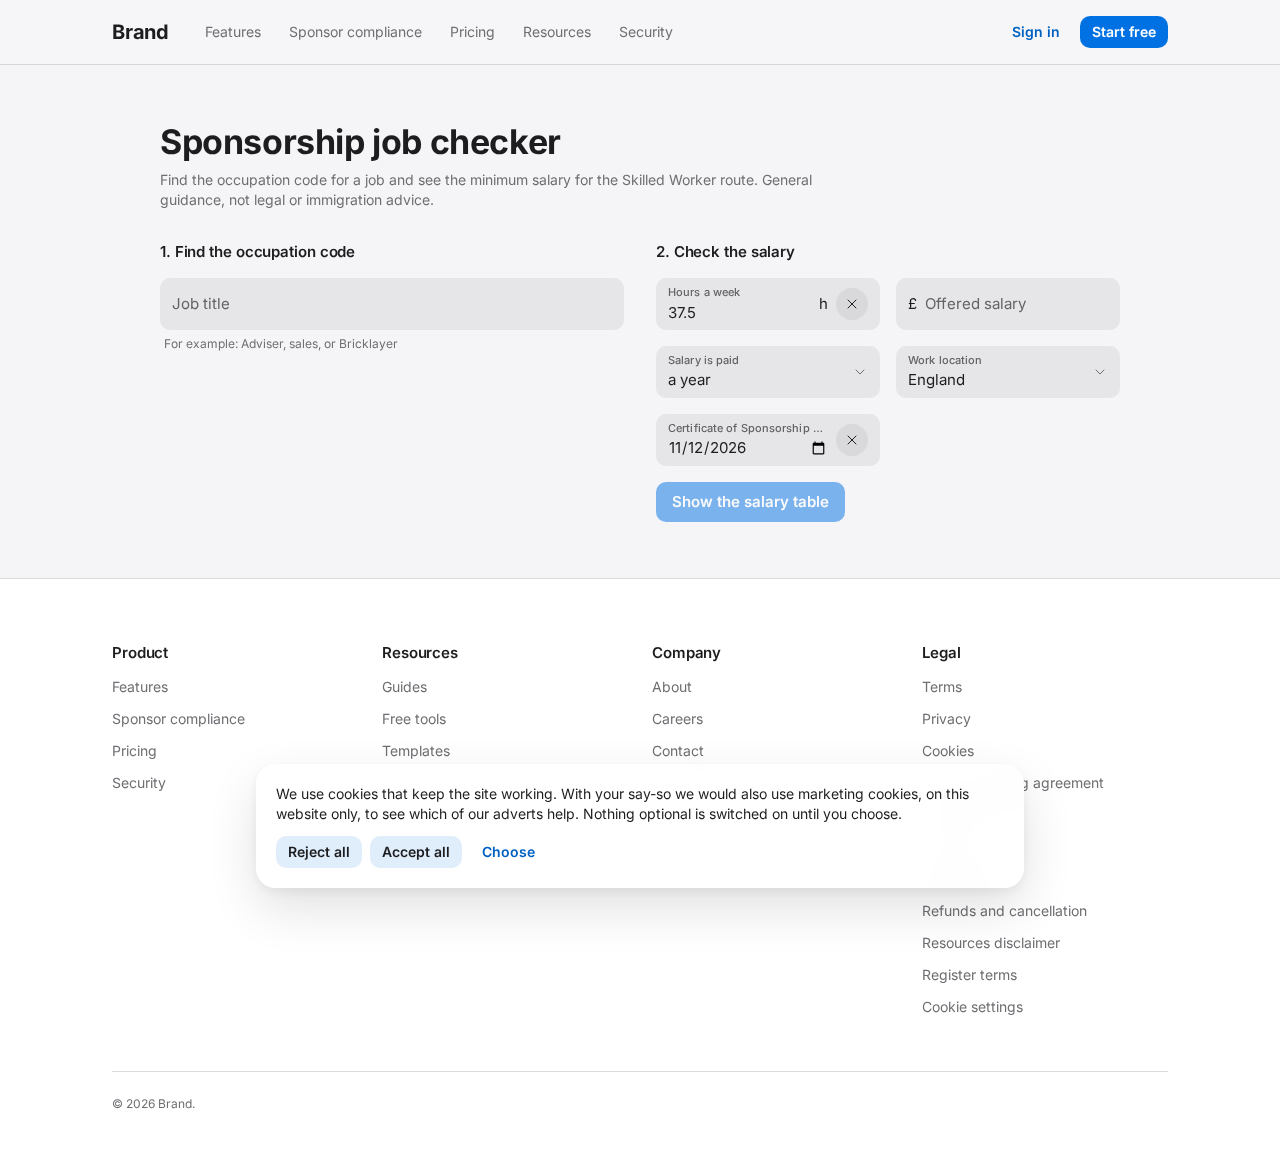 Brand
Features
Sponsor compliance
Pricing
Resources
Security
Sign in
Start free
Sponsorship job checker
Find the occupation code for a job and see the minimum salary for the Skilled Worker route. General
guidance, not legal or immigration advice.
1. Find the occupation code
Job title
For example: Adviser, sales, or Bricklayer
2. Check the salary
Hours a week
37.5
h
£ Offered salary
Salary is paid
a year
Work location
England
Certificate of Sponsorship ...
11/12/2026
Show the salary table
Product
Features
Sponsor compliance
Pricing
Security
Resources
Guides
Free tools
Templates
Company
About
Careers
Contact
Legal
Terms
Privacy
Cookies
agreement
Refunds and cancellation
Resources disclaimer
Register terms
Cookie settings
We use cookies that keep the site working. With your say-so we would also use marketing cookies, on this
website only, to see which of our adverts help. Nothing optional is switched on until you choose.
Reject all
Accept all
Choose
© 2026 Brand.